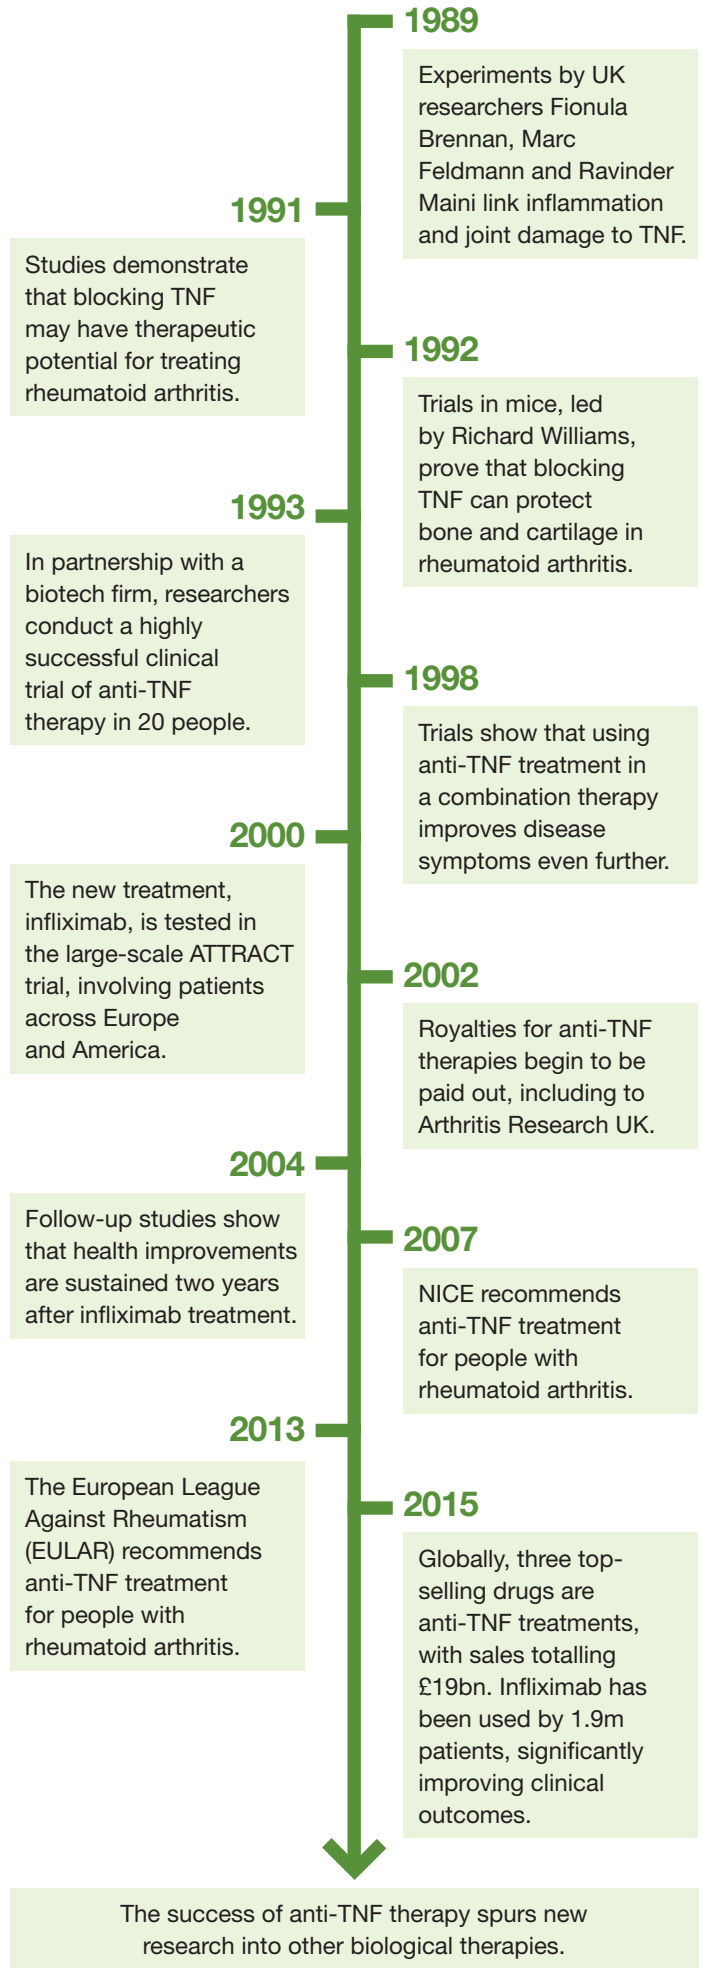 1989
Experiments by UK
researchers Fionula
Brennan, Marc
Feldmann and Ravinder
Maini link inflammation
and joint damage to TNF.
1991
Studies demonstrate
that blocking TNF
may have therapeutic
potential for treating
rheumatoid arthritis.
1992
Trials in mice, led
by Richard Williams,
prove that blocking
TNF can protect
bone and cartilage in
rheumatoid arthritis.
1993
In partnership with a
biotech firm, researchers
conduct a highly
successful clinical
trial of anti-TNF
therapy in 20 people.
1998
Trials show that using
anti-TNF treatment in
a combination therapy
improves disease
symptoms even further.
2000
The new treatment,
infliximab, is tested in
the large-scale ATTRACT
trial, involving patients
across Europe
and America.
2002
Royalties for anti-TNF
therapies begin to be
paid out, including to
Arthritis Research UK.
2004
Follow-up studies show
that health improvements
are sustained two years
after infliximab treatment.
2007
NICE recommends
anti-TNF treatment
for people with
rheumatoid arthritis.
2013
The European League
Against Rheumatism
(EULAR) recommends
anti-TNF treatment
for people with
rheumatoid arthritis.
2015
Globally, three top-
selling drugs are
anti-TNF treatments,
with sales totalling
£19bn. Infliximab has
been used by 1.9m
patients, significantly
improving clinical
outcomes.
The success of anti-TNF therapy spurs new
research into other biological therapies.